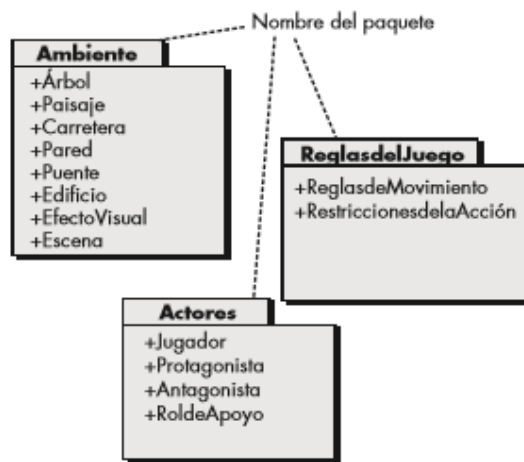 Nombre del paquete
Ambiente
+Árbol
+Paisaje
+Carretera
+Pared
+Puente
+Edificio
+EfectoVisual
+Escena
ReglasdelJuego
+ReglasdeMovimiento
+RestriccionesdelaAcción
Actores
+Jugador
+Protagonista
+Antagonista
+RoldeApoyo